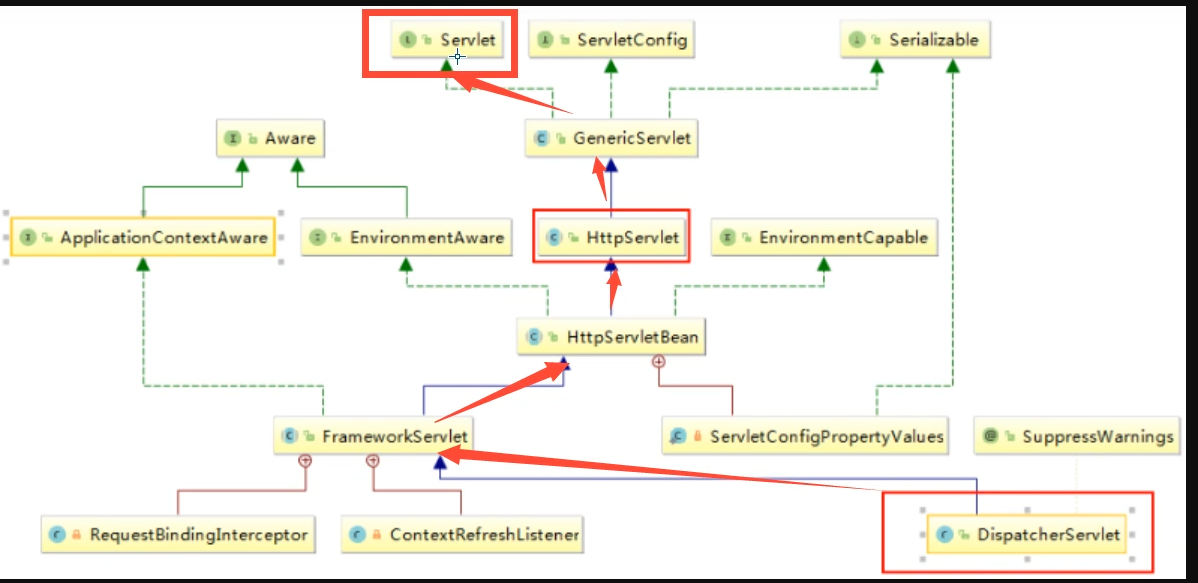 Servlet
ServletConfig
Serializable
Aware
GenericServlet
ApplicationContextAware
EnvironmentAware
HttpServlet
EnvironmentCapable
HttpServletBean
FrameworkServlet
ServletConfigPropertyValues
SuppressWarnings
RequestBindingInterceptor
ContextRefreshListener
DispatcherServlet